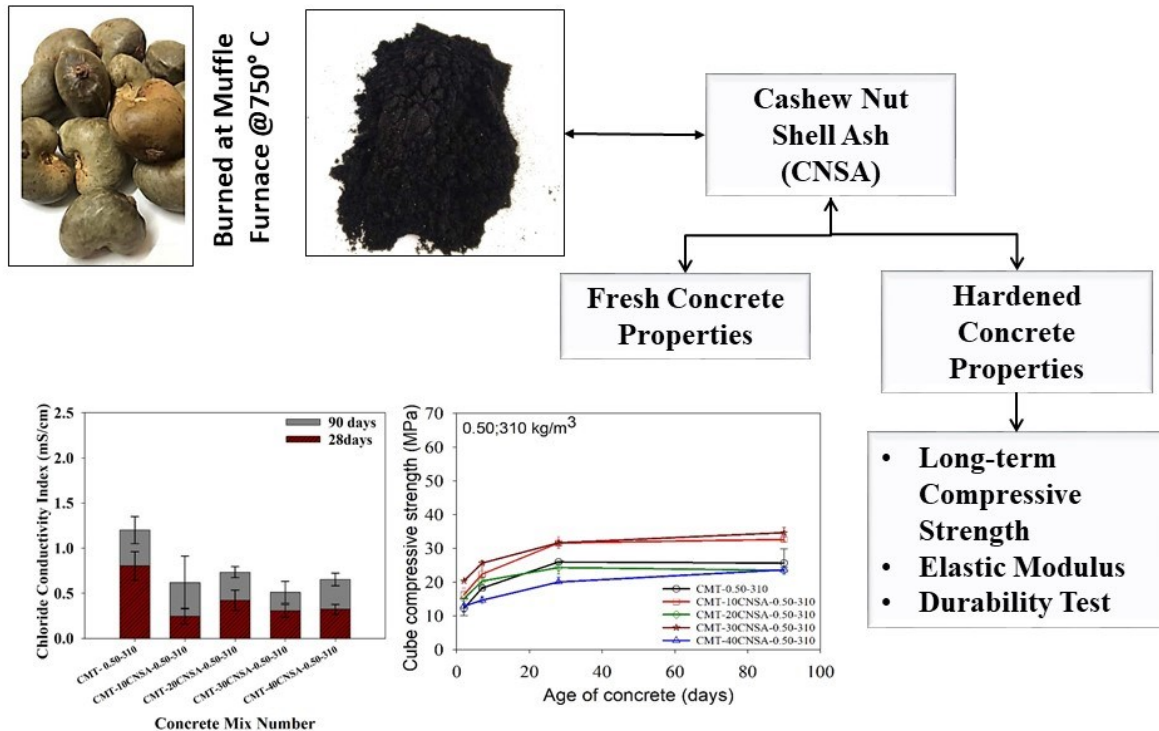 Burned at Muffle
Furnace @750° C
Cashew Nut
Shell Ash
(CNSA)
Fresh Concrete
Properties
Hardened
Concrete
Properties
• Long-term
Compressive
Strength
• Elastic Modulus
• Durability Test
Chloride Conductivity Index (mS/cm)
2.5
2.0
1.5
1.0
0.5
0.0
90 days
28days
CMT- 0.50-310
CMT-10CNSA-0.50-310
CMT-20CNSA-0.50-310
CMT-30CNSA-0.50-310
CMT-40CNSA-0.50-310
Concrete Mix Number
Cube compressive strength (MPa)
70
60
50
40
30
20
10
0
0.50;310 kg/m³
CMT-0.50-310
CMT-10CNSA-0.50-310
CMT-20CNSA-0.50-310
CMT-30CNSA-0.50-310
CMT-40CNSA-0.50-310
0 20 40 60 80 100
Age of concrete (days)